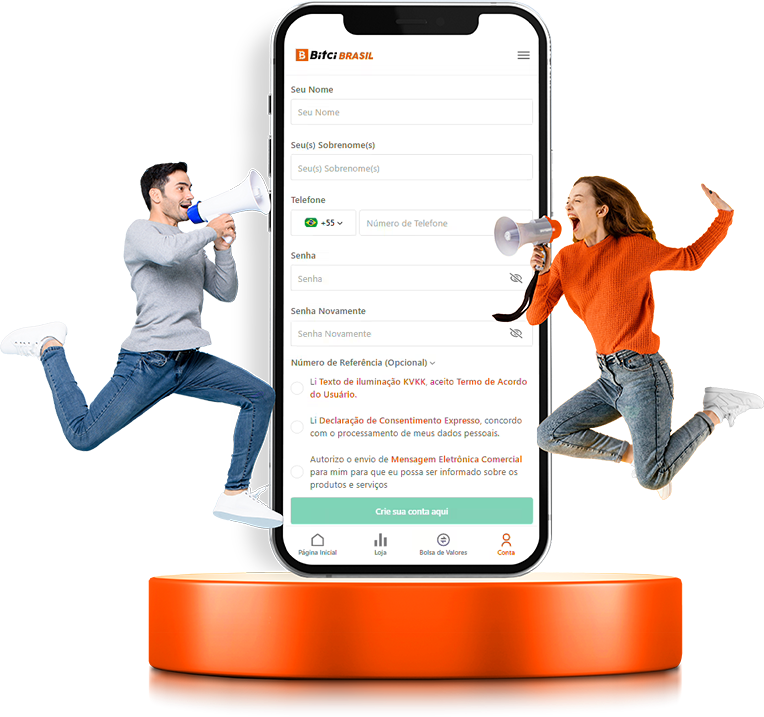 B Bitci BRASIL
Seu Nome
Seu Nome
Seu(s) Sobrenome(s)
Seu(s) Sobrenome(s)
Telefone
+55 Número de Telefone
Senha
Senha
Senha Novamente
Senha Novamente
Número de Referência (Opcional)
Li Texto de iluminação KVKK, aceito Termo de Acordo
do Usuário.
Li Declaração de Consentimento Expresso, concordo
com o processamento de meus dados pessoais.
Autorizo o envio de Mensagem Eletrônica Comercial
para mim para que eu possa ser informado sobre os
produtos e serviços
Crie sua conta aqui
Página Inicial Loja Bolsa de Valores Conta